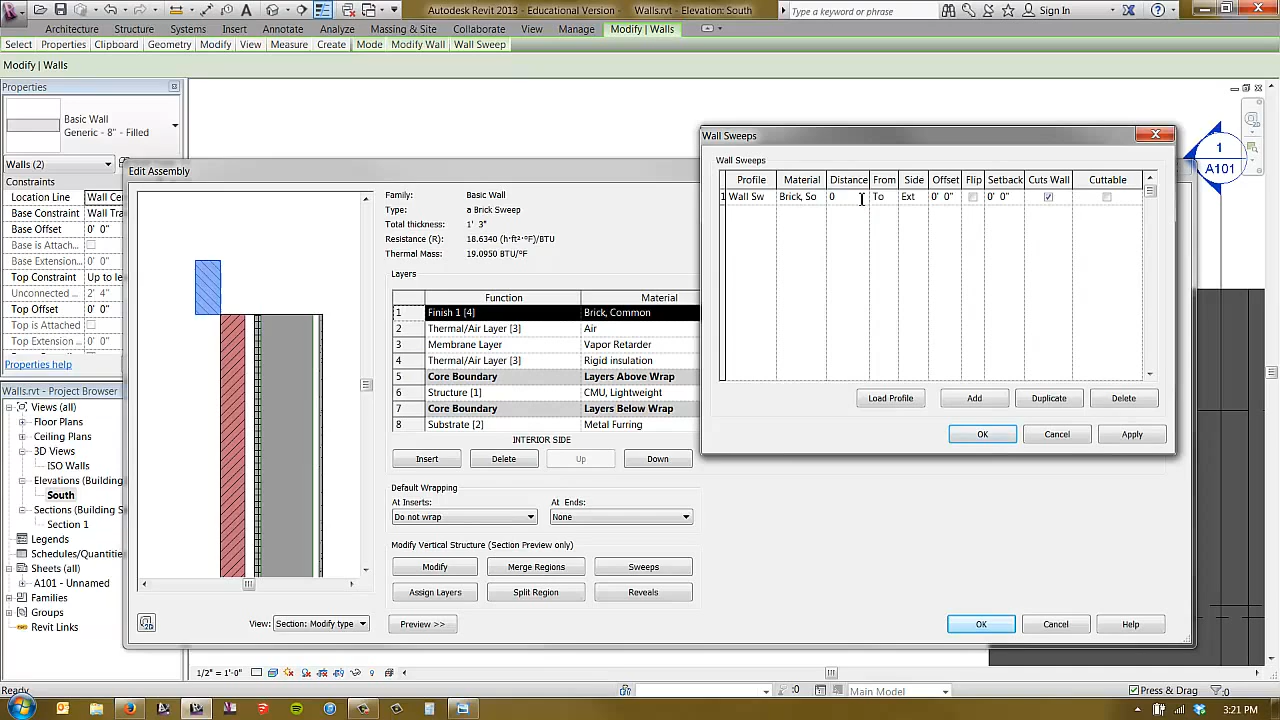 Autodesk Revit 2013 - Educational Version - Walls.rvt - Elevation: South
Type a keyword or phrase
Sign In
Architecture Structure Systems Insert Annotate Analyze Massing & Site Collaborate View Manage Modify | Walls
Select Properties Clipboard Geometry Modify View Measure Create Mode Modify Wall Wall Sweep
Modify | Walls
Properties
Basic Wall
Generic - 8" - Filled
Walls (2)
Constraints
Location Line Wall Cen
Base Constraint Wall Tran
Base Offset 0' 0"
Base is Attach...
Base Extension... 0' 0"
Top Constraint Up to le
Unconnected ... 2' 4"
Top Offset 0' 0"
Top is Attached
Top Extension ... 0' 0"
Properties help
Walls.rvt - Project Browser
Views (all)
Floor Plans
Ceiling Plans
3D Views
ISO Walls
Elevations (Building
South
Sections (Building S
Section 1
Legends
Schedules/Quantitie
Sheets (all)
A101 - Unnamed
Families
Groups
Revit Links
Edit Assembly
Family: Basic Wall
Type: a Brick Sweep
Total thickness: 1' 3"
Resistance (R): 18.6340 (h·ft²·°F)/BTU
Thermal Mass: 19.0950 BTU/°F
Layers
Function Material
1 Finish 1 [4] Brick, Common
2 Thermal/Air Layer [3] Air
3 Membrane Layer Vapor Retarder
4 Thermal/Air Layer [3] Rigid insulation
5 Core Boundary Layers Above Wrap
6 Structure [1] CMU, Lightweight
7 Core Boundary Layers Below Wrap
8 Substrate [2] Metal Furring
INTERIOR SIDE
Insert Delete Up Down
Default Wrapping
At Inserts: At Ends:
Do not wrap None
Modify Vertical Structure (Section Preview only)
Modify Merge Regions Sweeps
Assign Layers Split Region Reveals
View: Section: Modify type Preview >> OK Cancel Help
Wall Sweeps
Wall Sweeps
Profile Material Distance From Side Offset Flip Setback Cuts Wall Cuttable
1 Wall Sw Brick, So 0 To Ext 0' 0" 0' 0"
Load Profile Add Duplicate Delete
OK Cancel Apply
1
A101
1/2" = 1'-0"
Ready
:0 Main Model Press & Drag :0
3:21 PM